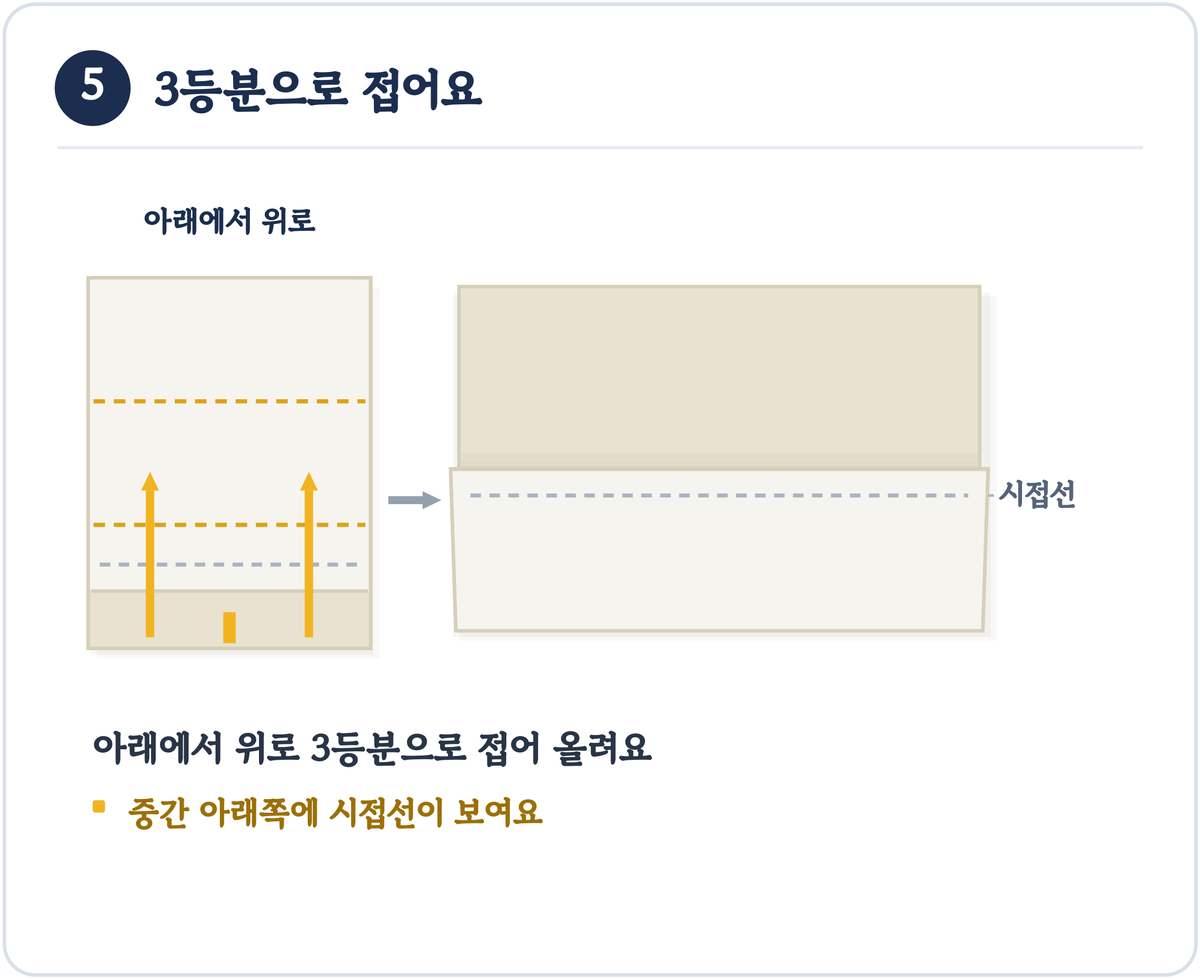 5 3등분으로 접어요
아래에서 위로
시접선
아래에서 위로 3등분으로 접어 올려요
중간 아래쪽에 시접선이 보여요